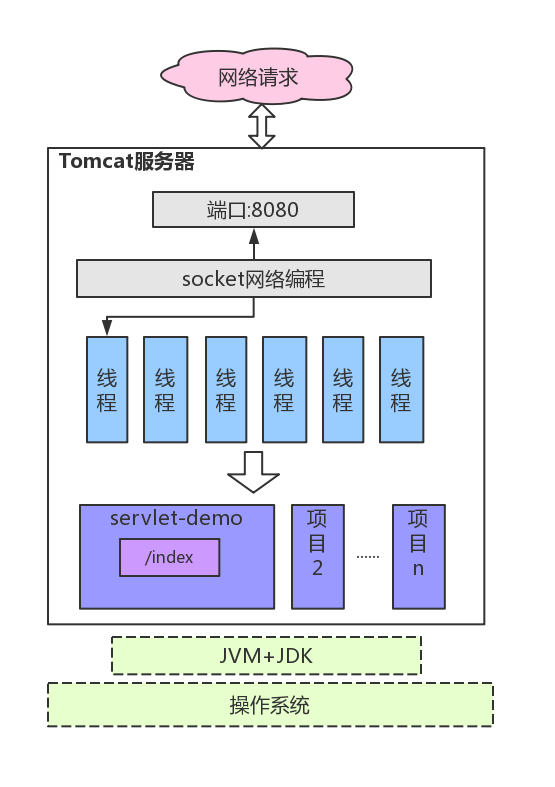 网络请求
Tomcat服务器
端口:8080
socket网络编程
线程
线程
线程
线程
线程
线程
servlet-demo
/index
项目2
......
项目n
JVM+JDK
操作系统